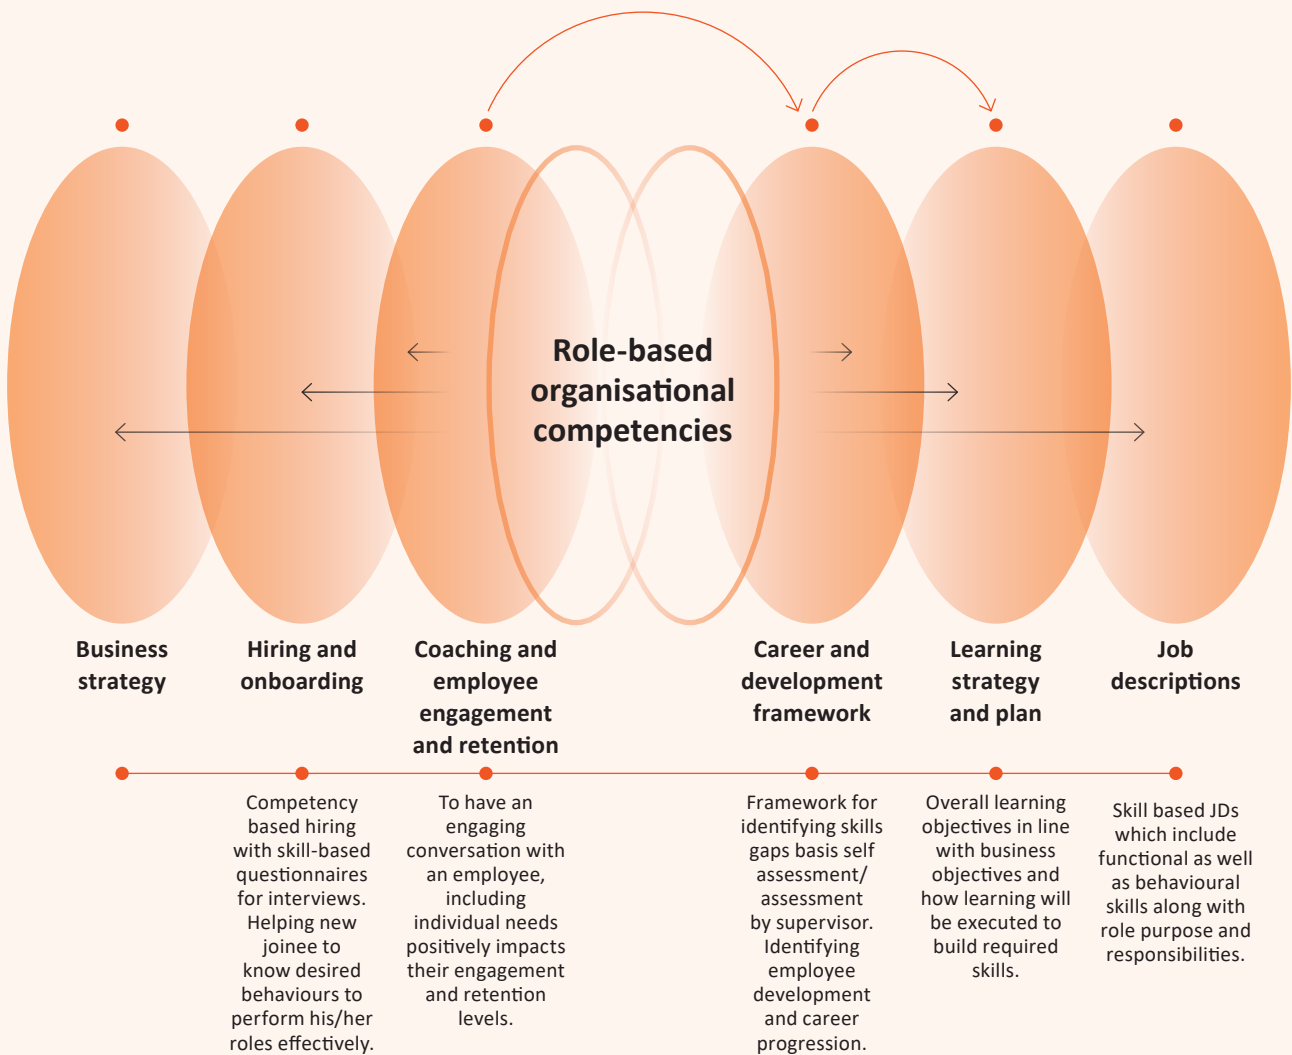 Role-based
organisational
competencies
Business
strategy
Hiring and
onboarding
Coaching and
employee
engagement
and retention
Career and
development
framework
Learning
strategy
and plan
Job
descriptions
Competency
based hiring
with skill-based
questionnaires
for interviews.
Helping new
joinee to
know desired
behaviours to
perform his/her
roles effectively.
To have an
engaging
conversation with
an employee,
including
individual needs
positively impacts
their engagement
and retention
levels.
Framework for
identifying skills
gaps basis self
assessment/
assessment
by supervisor.
Identifying
employee
development
and career
progression.
Overall learning
objectives in line
with business
objectives and
how learning will
be executed to
build required
skills.
Skill based JDs
which include
functional as well
as behavioural
skills along with
role purpose and
responsibilities.